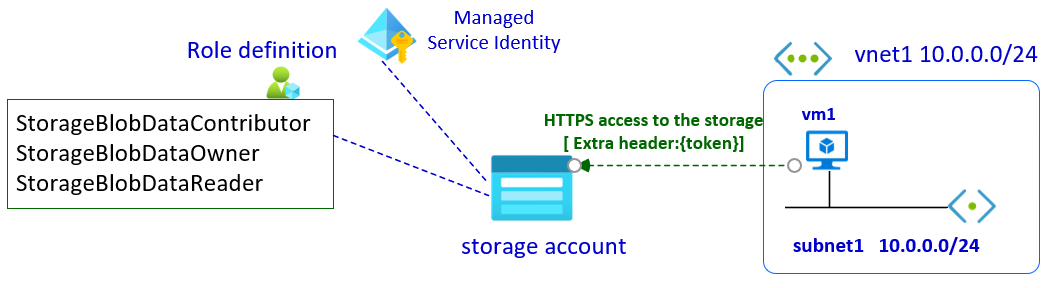 Managed
Service Identity
Role definition
StorageBlobDataContributor
StorageBlobDataOwner
StorageBlobDataReader
storage account
HTTPS access to the storage
[ Extra header:{token}]
vnet1 10.0.0.0/24
vm1
subnet1 10.0.0.0/24